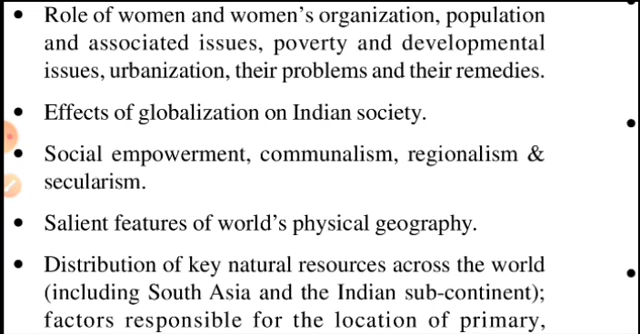 • Role of women and women’s organization, population
and associated issues, poverty and developmental
issues, urbanization, their problems and their remedies.
• Effects of globalization on Indian society.
• Social empowerment, communalism, regionalism &
secularism.
• Salient features of world’s physical geography.
• Distribution of key natural resources across the world
(including South Asia and the Indian sub-continent);
factors responsible for the location of primary,